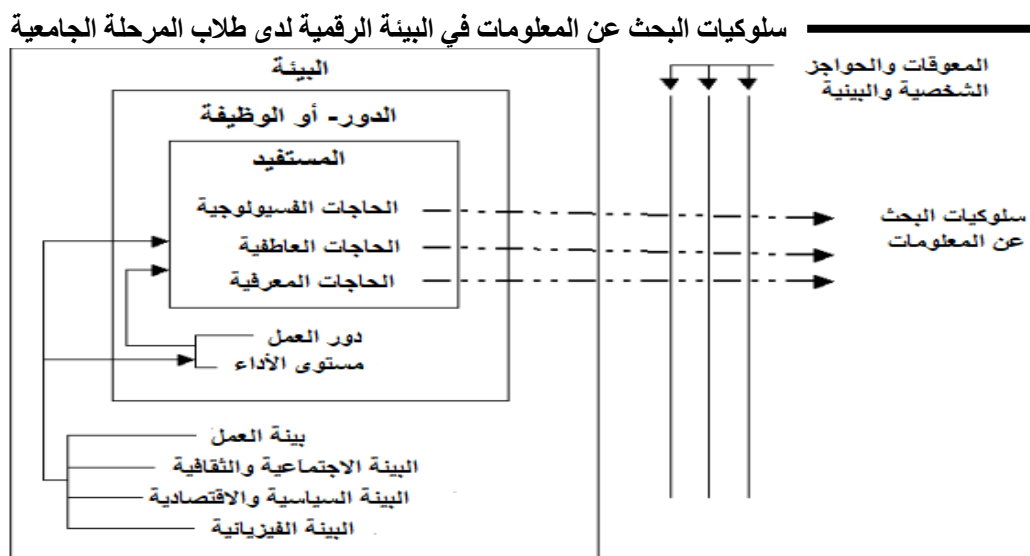 سلوكيات البحث عن المعلومات في البيئة الرقمية لدى طلاب المرحلة الجامعية
البيئة
المعوقات والحواجز
الشخصية والبيئية
الدور- أو الوظيفة
المستفيد
الحاجات الفسيولوجية
الحاجات العاطفية
الحاجات المعرفية
سلوكيات البحث
عن المعلومات
دور العمل
مستوى الأداء
بيئة العمل
البيئة الاجتماعية والثقافية
البيئة السياسية والاقتصادية
البيئة الفيزيائية